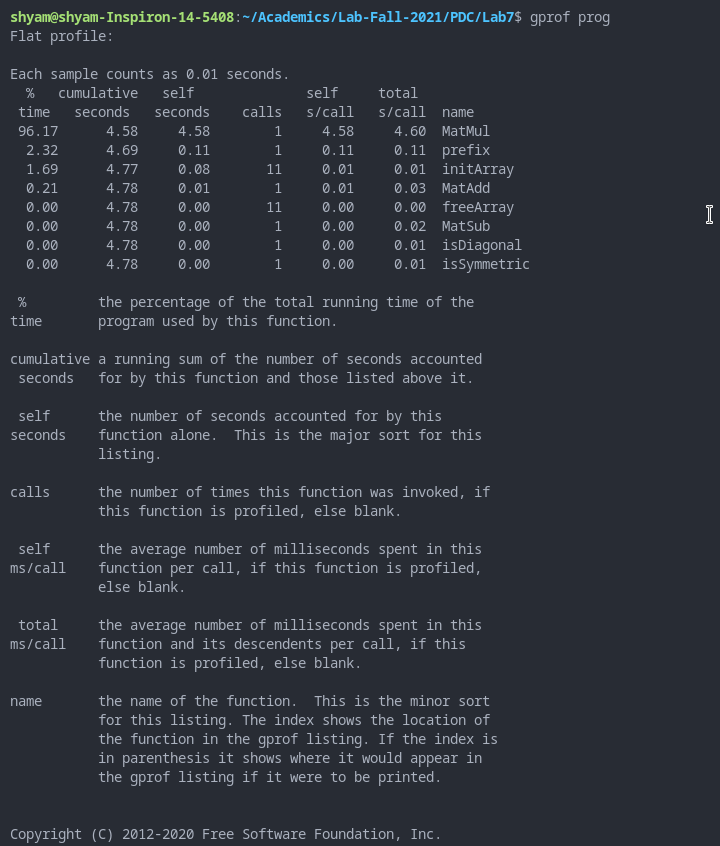 shyam@shyam-Inspiron-14-5408:~/Academics/Lab-Fall-2021/PDC/Lab7$ gprof prog
Flat profile:

Each sample counts as 0.01 seconds.
  %   cumulative   self              self     total
 time   seconds   seconds    calls   s/call   s/call  name
 96.17      4.58     4.58        1     4.58     4.60  MatMul
  2.32      4.69     0.11        1     0.11     0.11  prefix
  1.69      4.77     0.08       11     0.01     0.01  initArray
  0.21      4.78     0.01        1     0.01     0.03  MatAdd
  0.00      4.78     0.00       11     0.00     0.00  freeArray
  0.00      4.78     0.00        1     0.00     0.02  MatSub
  0.00      4.78     0.00        1     0.00     0.01  isDiagonal
  0.00      4.78     0.00        1     0.00     0.01  isSymmetric

 %         the percentage of the total running time of the
time       program used by this function.

cumulative a running sum of the number of seconds accounted
 seconds   for by this function and those listed above it.

 self      the number of seconds accounted for by this
seconds    function alone.  This is the major sort for this
           listing.

calls      the number of times this function was invoked, if
           this function is profiled, else blank.

 self      the average number of milliseconds spent in this
ms/call    function per call, if this function is profiled,
           else blank.

 total     the average number of milliseconds spent in this
ms/call    function and its descendents per call, if this
           function is profiled, else blank.

name       the name of the function.  This is the minor sort
           for this listing. The index shows the location of
           the function in the gprof listing. If the index is
           in parenthesis it shows where it would appear in
           the gprof listing if it were to be printed.

Copyright (C) 2012-2020 Free Software Foundation, Inc.